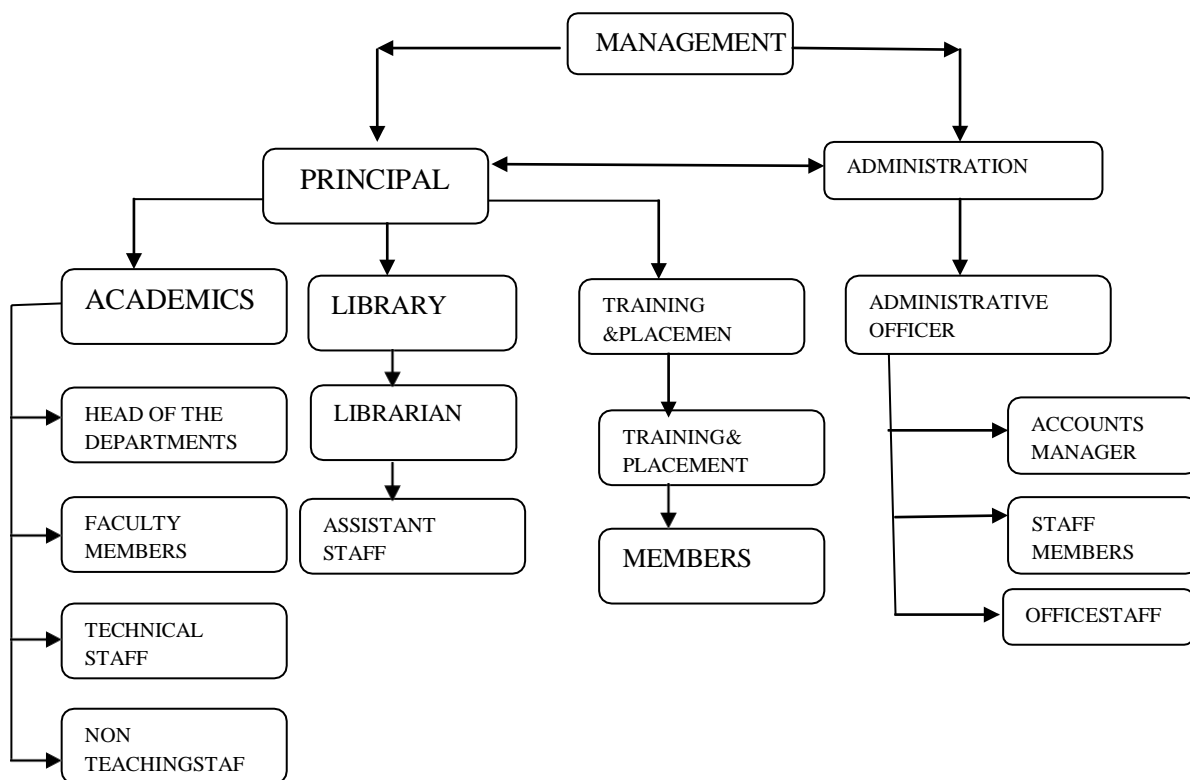 MANAGEMENT
PRINCIPAL
ADMINISTRATION
ACADEMICS
LIBRARY
TRAINING
&PLACEMEN
ADMINISTRATIVE
OFFICER
HEAD OF THE
DEPARTMENTS
LIBRARIAN
TRAINING&
PLACEMENT
ACCOUNTS
MANAGER
FACULTY
MEMBERS
ASSISTANT
STAFF
MEMBERS
STAFF
MEMBERS
TECHNICAL
STAFF
OFFICESTAFF
NON
TEACHINGSTAF